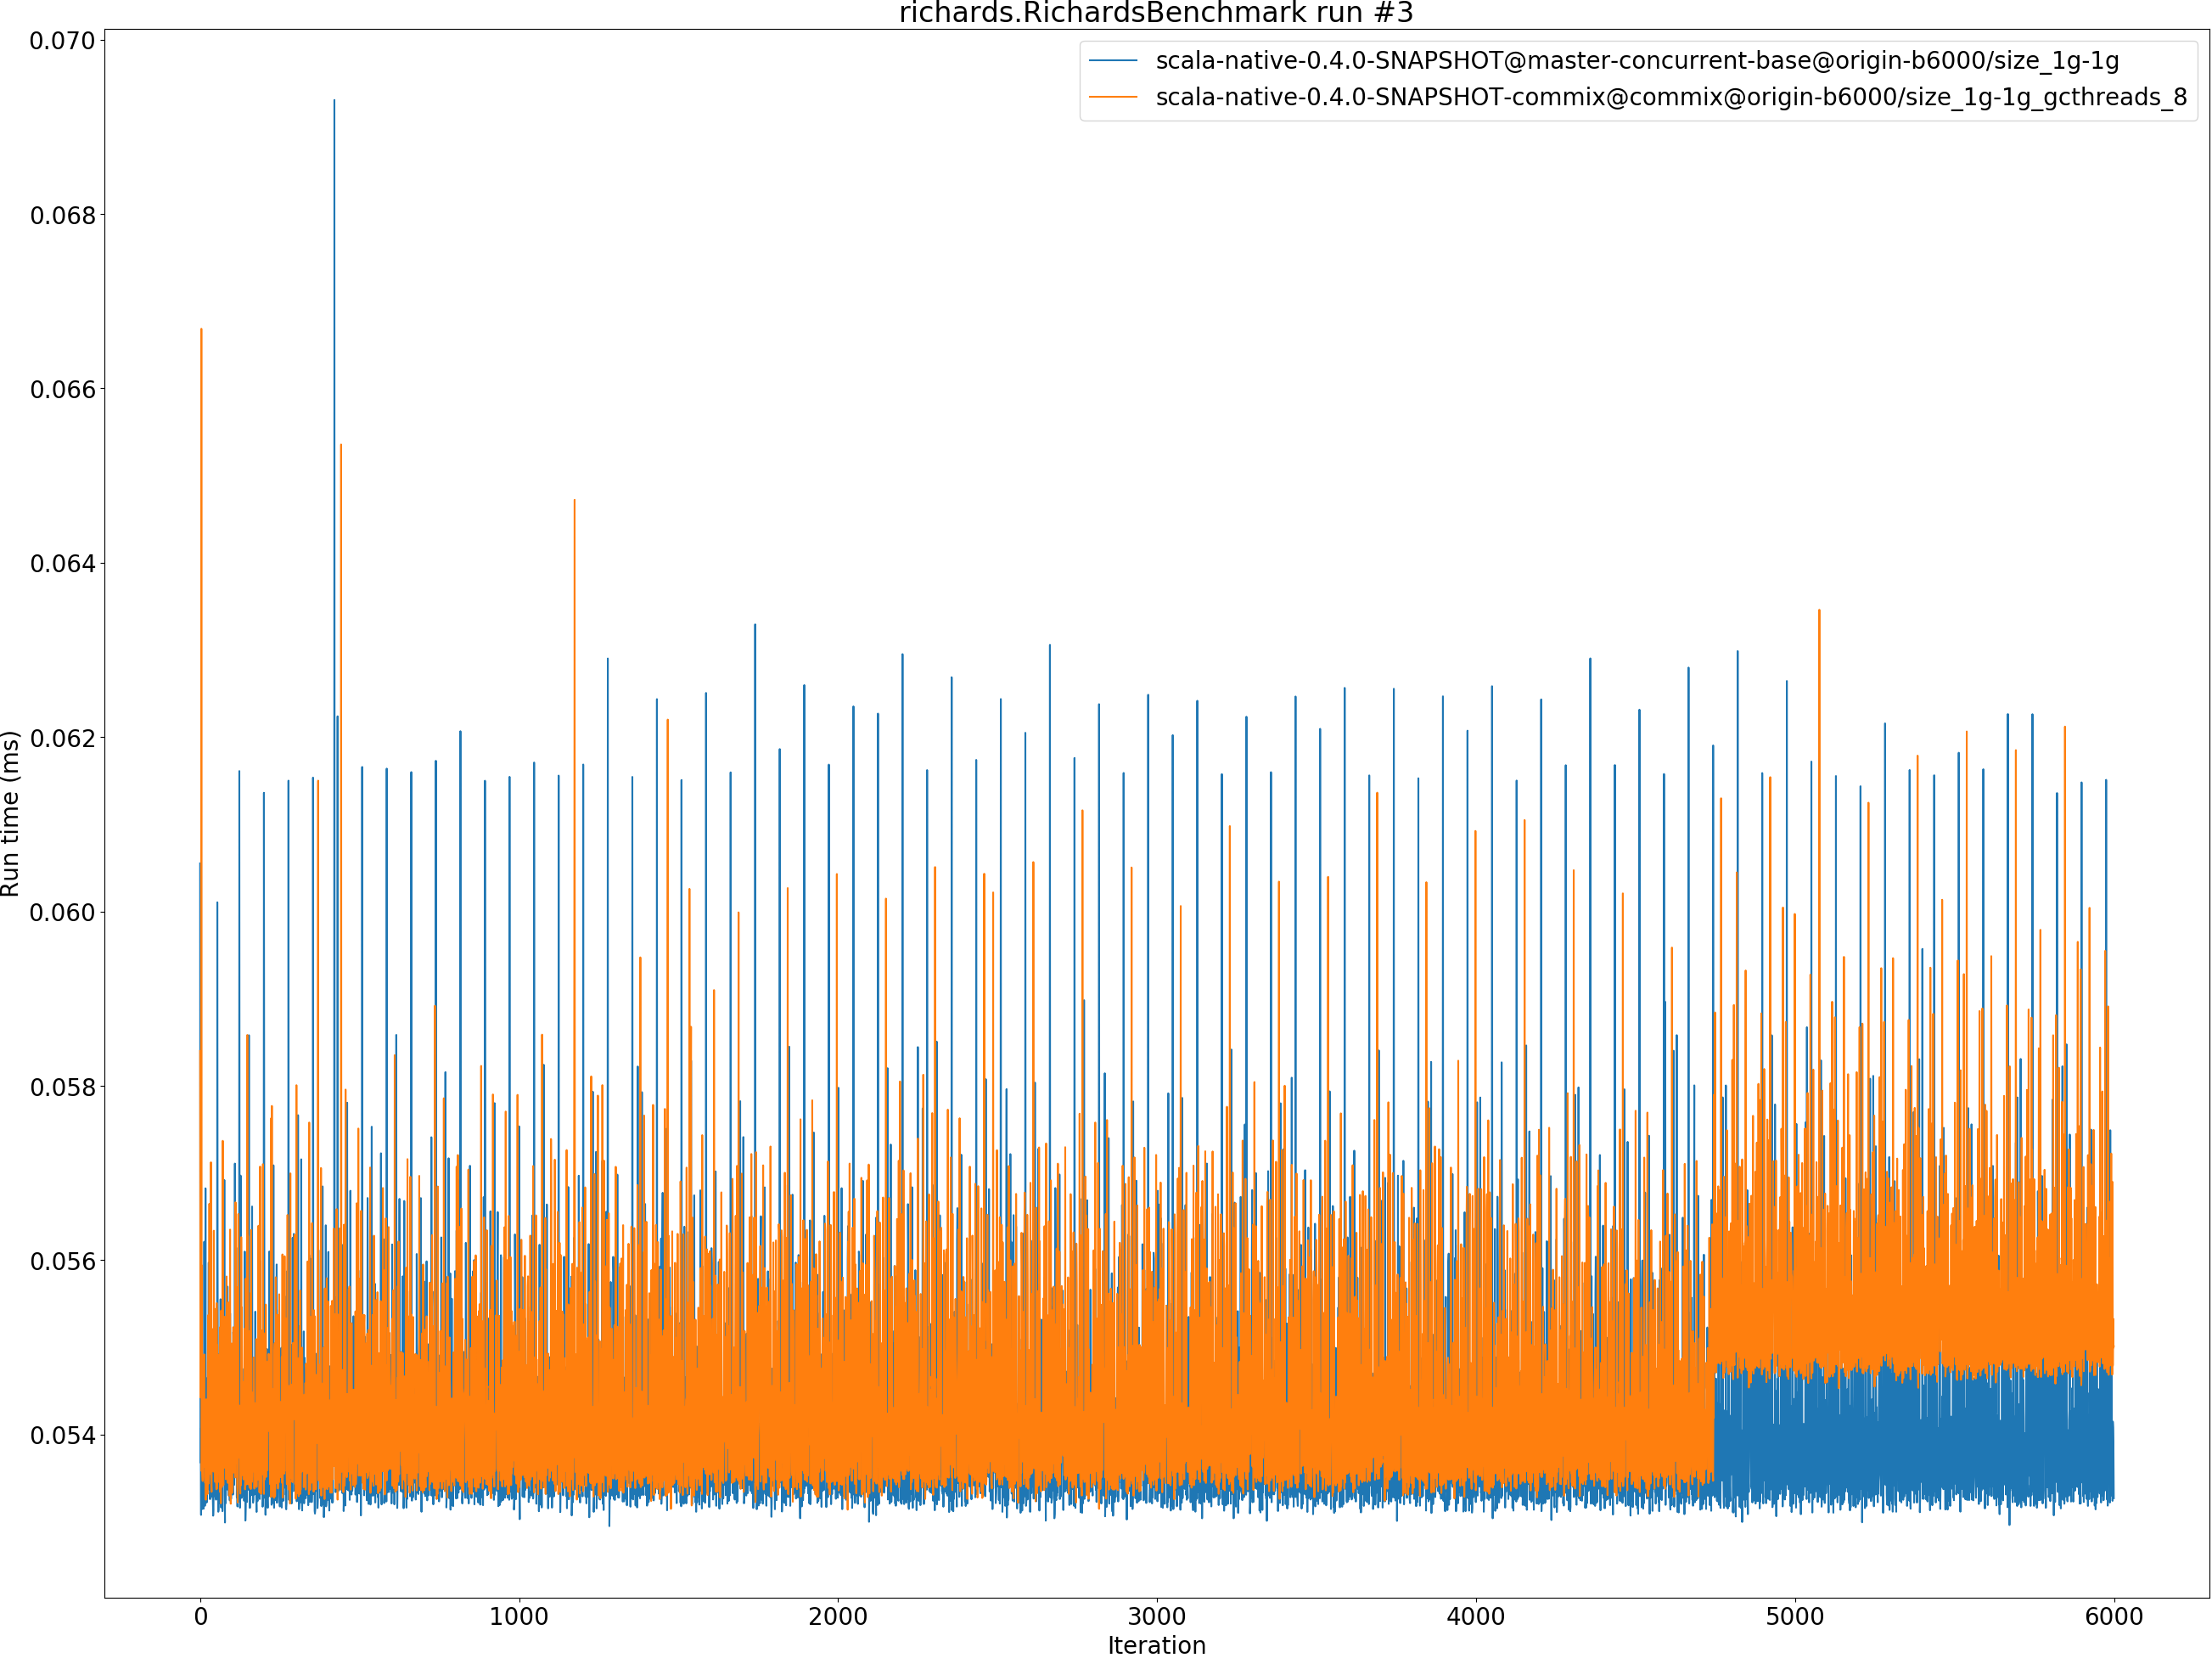 richards.RichardsBenchmark run #3
scala-native-0.4.0-SNAPSHOT@master-concurrent-base@origin-b6000/size_1g-1g
scala-native-0.4.0-SNAPSHOT-commix@commix@origin-b6000/size_1g-1g_gcthreads_8
Run time (ms)
0.070
0.068
0.066
0.064
0.062
0.060
0.058
0.056
0.054
0 1000 2000 3000 4000 5000 6000
Iteration